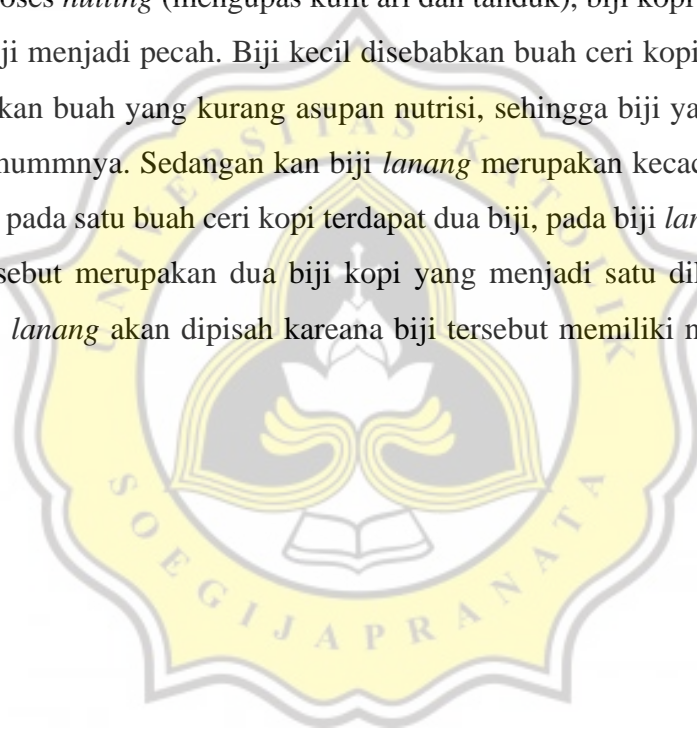 oses hulling (mengupas kulit ari dan tanduk), biji kopi
ji menjadi pecah. Biji kecil disebabkan buah ceri kopi
kan buah yang kurang asupan nutrisi, sehingga biji ya
nummnya. Sedangan kan biji lanang merupakan kecac
pada satu buah ceri kopi terdapat dua biji, pada biji lan
sebut merupakan dua biji kopi yang menjadi satu dil
lanang akan dipisah kareana biji tersebut memiliki n
UNIVERSITAS KATOLIK
SOEGIJAPRANATA